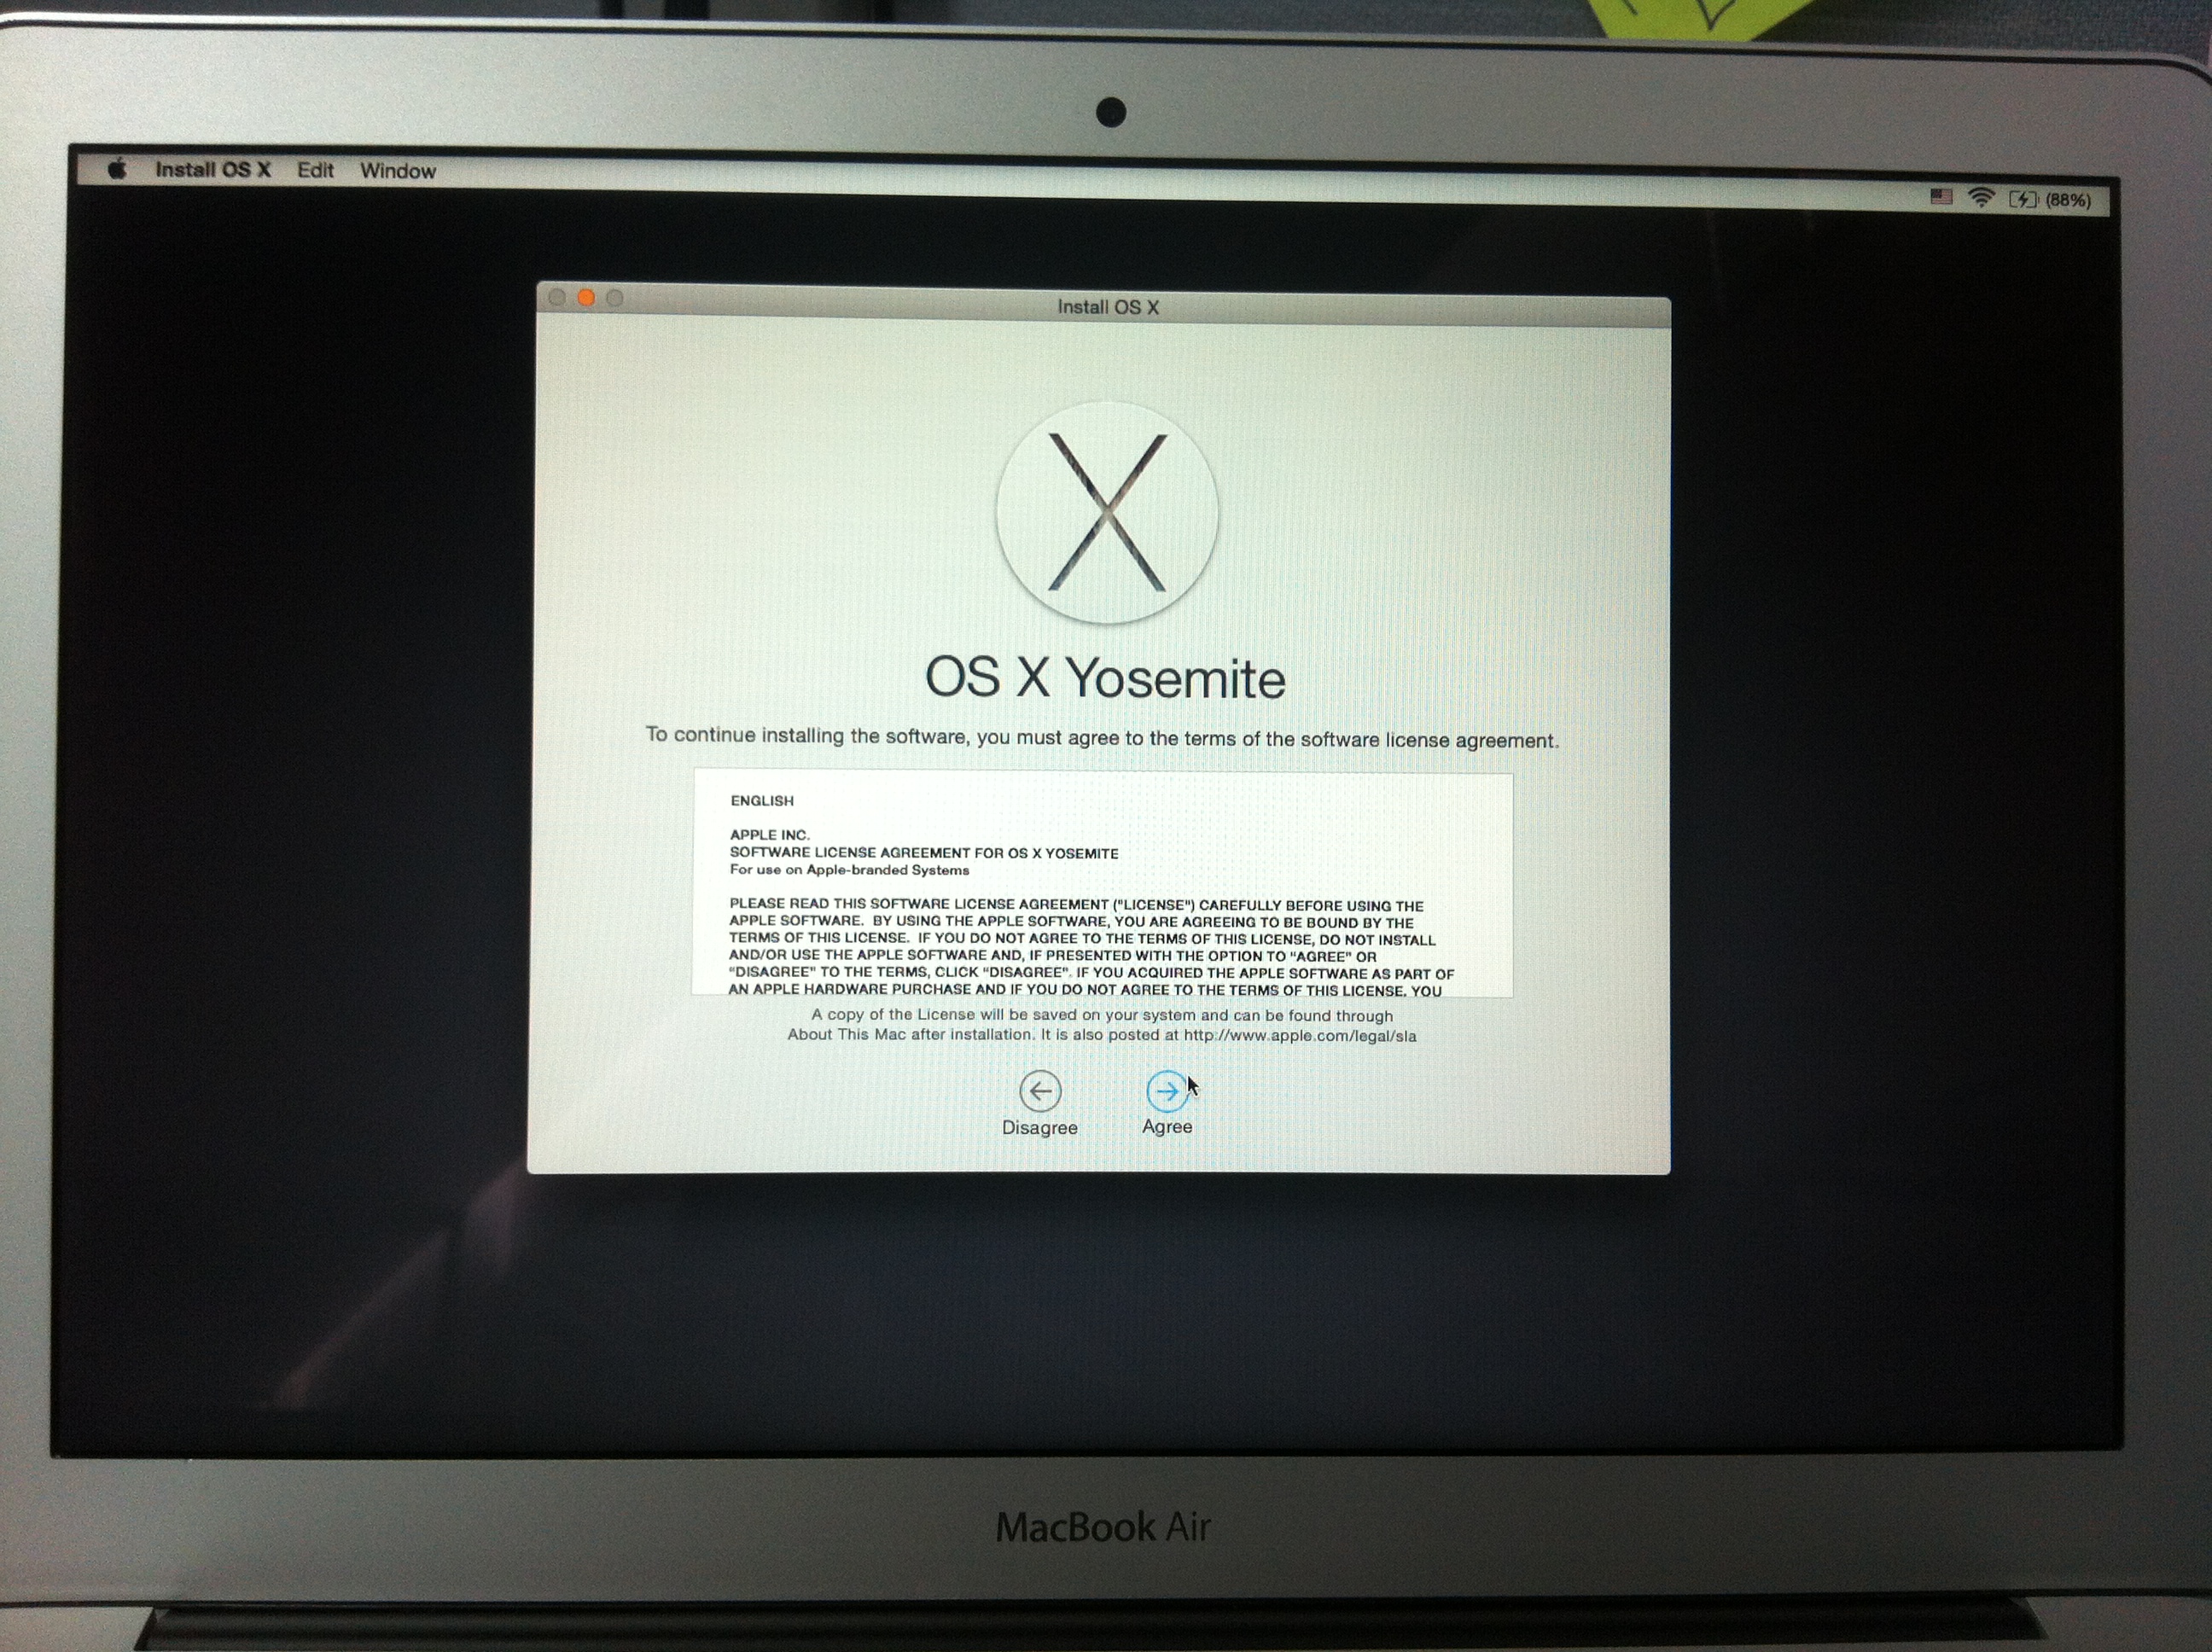 Install OS X Edit Window (88%)
Install OS X
X
OS X Yosemite
To continue installing the software, you must agree to the terms of the software license agreement.
ENGLISH
APPLE INC.
SOFTWARE LICENSE AGREEMENT FOR OS X YOSEMITE
For use on Apple-branded Systems
PLEASE READ THIS SOFTWARE LICENSE AGREEMENT ("LICENSE") CAREFULLY BEFORE USING THE
APPLE SOFTWARE. BY USING THE APPLE SOFTWARE, YOU ARE AGREEING TO BE BOUND BY THE
TERMS OF THIS LICENSE. IF YOU DO NOT AGREE TO THE TERMS OF THIS LICENSE, DO NOT INSTALL
AND/OR USE THE APPLE SOFTWARE AND, IF PRESENTED WITH THE OPTION TO "AGREE" OR
"DISAGREE" TO THE TERMS, CLICK "DISAGREE". IF YOU ACQUIRED THE APPLE SOFTWARE AS PART OF
AN APPLE HARDWARE PURCHASE AND IF YOU DO NOT AGREE TO THE TERMS OF THIS LICENSE, YOU
A copy of the License will be saved on your system and can be found through
About This Mac after installation. It is also posted at http://www.apple.com/legal/sla
Disagree Agree
MacBook Air